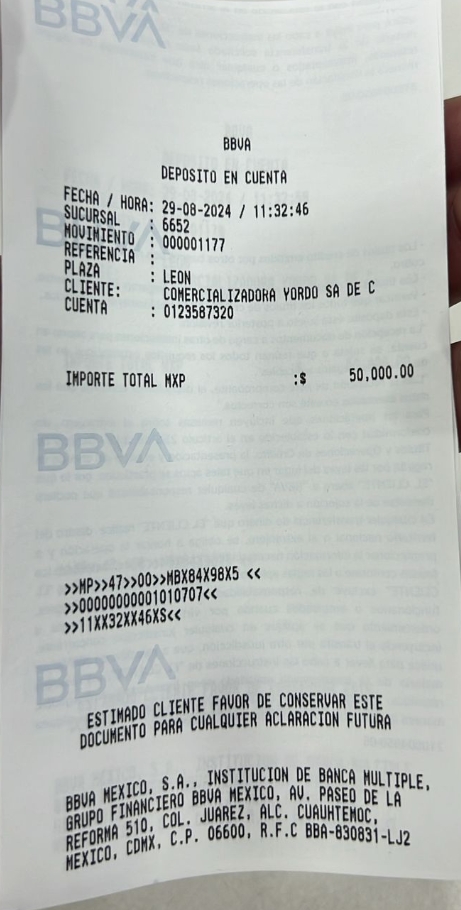 BBVA
BBVA
DEPOSITO EN CUENTA
FECHA / HORA: 29-08-2024 / 11:32:46
SUCURSAL : 6652
MOVIMIENTO : 000001177
REFERENCIA :
PLAZA : LEON
CLIENTE: COMERCIALIZADORA YORDO SA DE C
CUENTA : 0123587320
IMPORTE TOTAL MXP :$ 50,000.00
BBVA
>>MP>>47>>00>>MBX84X98X5 <<
>>00000000001010707<<
>>11XX32XX46XS<<
BBVA
ESTIMADO CLIENTE FAVOR DE CONSERVAR ESTE
DOCUMENTO PARA CUALQUIER ACLARACION FUTURA
BBVA MEXICO, S.A., INSTITUCION DE BANCA MULTIPLE,
GRUPO FINANCIERO BBVA MEXICO, AV. PASEO DE LA
REFORMA 510, COL. JUAREZ, ALC. CUAUHTEMOC,
MEXICO, CDMX, C.P. 06600, R.F.C BBA-830831-LJ2